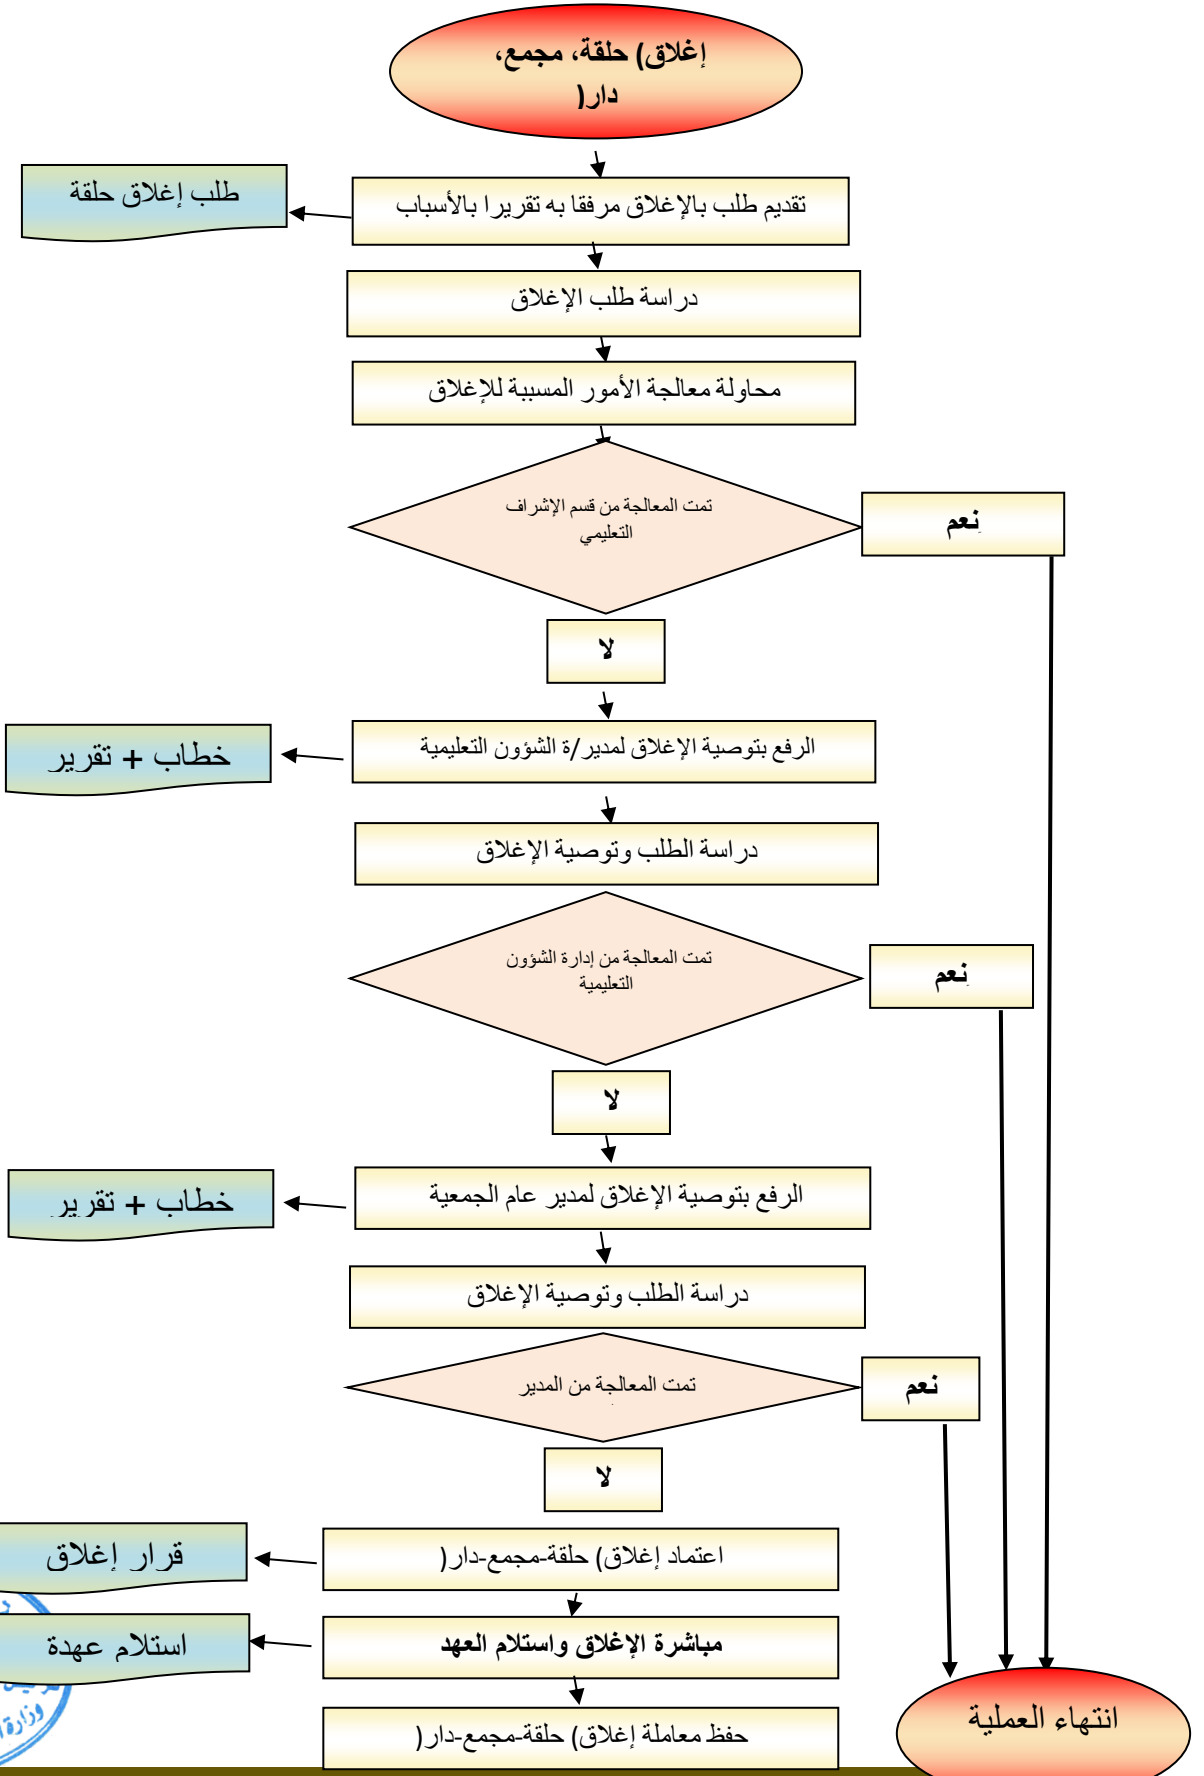 إغلاق) حلقة، مجمع،
دار(
تقديم طلب بالإغلاق مرفقا به تقريرا بالأسباب
طلب إغلاق حلقة
دراسة طلب الإغلاق
محاولة معالجة الأمور المسببة للإغلاق
تمت المعالجة من قسم الإشراف
التعليمي
نعم
لا
الرفع بتوصية الإغلاق لمدير/ة الشؤون التعليمية
خطاب + تقرير
دراسة الطلب وتوصية الإغلاق
تمت المعالجة من إدارة الشؤون
التعليمية
نعم
لا
الرفع بتوصية الإغلاق لمدير عام الجمعية
خطاب + تقرير
دراسة الطلب وتوصية الإغلاق
تمت المعالجة من المدير
نعم
لا
اعتماد إغلاق) حلقة-مجمع-دار(
قرار إغلاق
مباشرة الإغلاق واستلام العهد
استلام عهدة
حفظ معاملة إغلاق) حلقة-مجمع-دار(
انتهاء العملية
وزارة